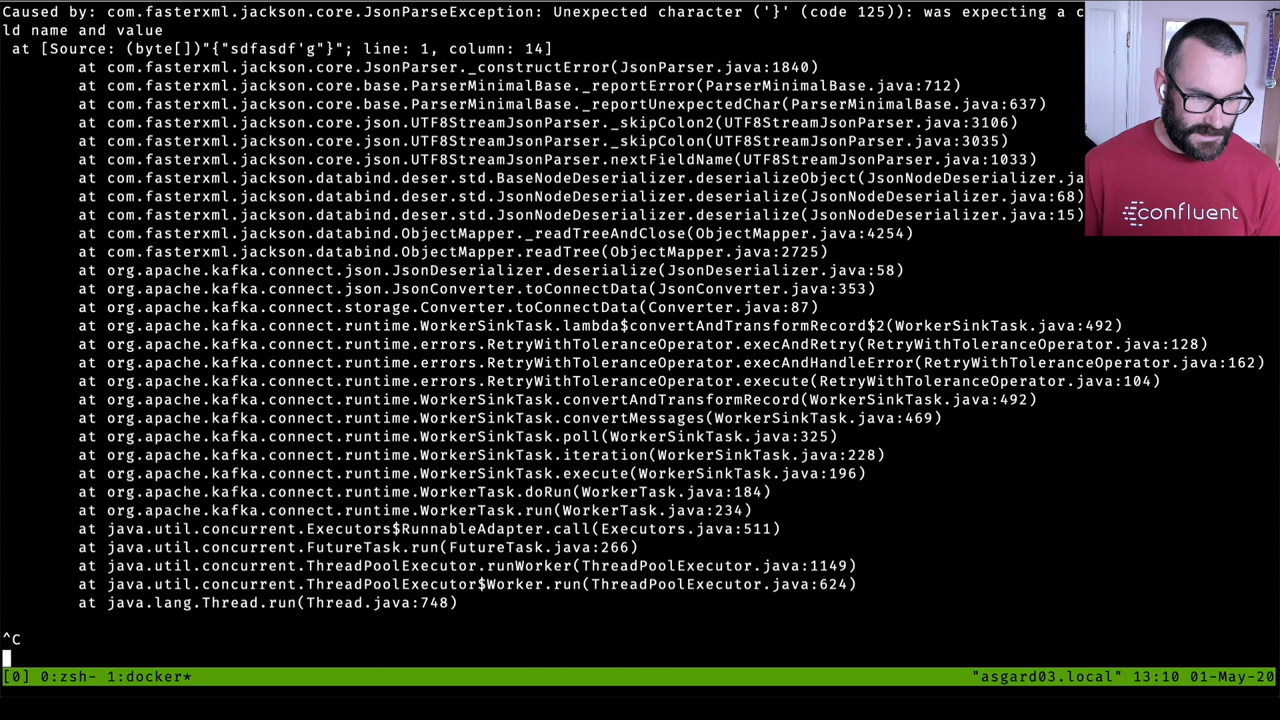 Caused by: com.fasterxml.jackson.core.JsonParseException: Unexpected character ('}' (code 125)): was expecting a c
ld name and value
at [Source: (byte[])"{"sdfasdf'g"}"; line: 1, column: 14]
at com.fasterxml.jackson.core.JsonParser._constructError(JsonParser.java:1840)
at com.fasterxml.jackson.core.base.ParserMinimalBase._reportError(ParserMinimalBase.java:712)
at com.fasterxml.jackson.core.base.ParserMinimalBase._reportUnexpectedChar(ParserMinimalBase.java:637)
at com.fasterxml.jackson.core.json.UTF8StreamJsonParser._skipColon2(UTF8StreamJsonParser.java:3106)
at com.fasterxml.jackson.core.json.UTF8StreamJsonParser._skipColon(UTF8StreamJsonParser.java:3035)
at com.fasterxml.jackson.core.json.UTF8StreamJsonParser.nextFieldName(UTF8StreamJsonParser.java:1033)
at com.fasterxml.jackson.databind.deser.std.BaseNodeDeserializer.deserializeObject(JsonNodeDeserializer.ja
at com.fasterxml.jackson.databind.deser.std.JsonNodeDeserializer.deserialize(JsonNodeDeserializer.java:68)
at com.fasterxml.jackson.databind.deser.std.JsonNodeDeserializer.deserialize(JsonNodeDeserializer.java:15)
at com.fasterxml.jackson.databind.ObjectMapper._readTreeAndClose(ObjectMapper.java:4254)
at com.fasterxml.jackson.databind.ObjectMapper.readTree(ObjectMapper.java:2725)
at org.apache.kafka.connect.json.JsonDeserializer.deserialize(JsonDeserializer.java:58)
at org.apache.kafka.connect.json.JsonConverter.toConnectData(JsonConverter.java:353)
at org.apache.kafka.connect.storage.Converter.toConnectData(Converter.java:87)
at org.apache.kafka.connect.runtime.WorkerSinkTask.lambda$convertAndTransformRecord$2(WorkerSinkTask.java:492)
at org.apache.kafka.connect.runtime.errors.RetryWithToleranceOperator.execAndRetry(RetryWithToleranceOperator.java:128)
at org.apache.kafka.connect.runtime.errors.RetryWithToleranceOperator.execAndHandleError(RetryWithToleranceOperator.java:162)
at org.apache.kafka.connect.runtime.errors.RetryWithToleranceOperator.execute(RetryWithToleranceOperator.java:104)
at org.apache.kafka.connect.runtime.WorkerSinkTask.convertAndTransformRecord(WorkerSinkTask.java:492)
at org.apache.kafka.connect.runtime.WorkerSinkTask.convertMessages(WorkerSinkTask.java:469)
at org.apache.kafka.connect.runtime.WorkerSinkTask.poll(WorkerSinkTask.java:325)
at org.apache.kafka.connect.runtime.WorkerSinkTask.iteration(WorkerSinkTask.java:228)
at org.apache.kafka.connect.runtime.WorkerSinkTask.execute(WorkerSinkTask.java:196)
at org.apache.kafka.connect.runtime.WorkerTask.doRun(WorkerTask.java:184)
at org.apache.kafka.connect.runtime.WorkerTask.run(WorkerTask.java:234)
at java.util.concurrent.Executors$RunnableAdapter.call(Executors.java:511)
at java.util.concurrent.FutureTask.run(FutureTask.java:266)
at java.util.concurrent.ThreadPoolExecutor.runWorker(ThreadPoolExecutor.java:1149)
at java.util.concurrent.ThreadPoolExecutor$Worker.run(ThreadPoolExecutor.java:624)
at java.lang.Thread.run(Thread.java:748)
^C
[0] 0:zsh- 1:docker* "asgard03.local" 13:10 01-May-20
confluent